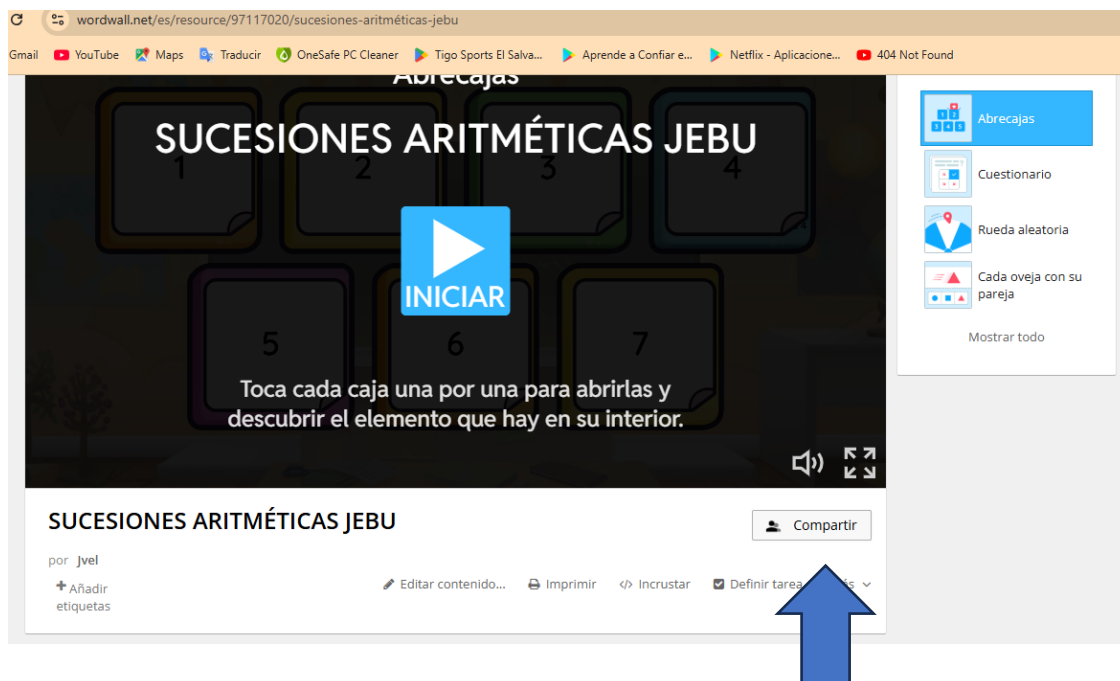 wordwall.net/es/resource/97117020/sucesiones-aritméticas-jebu
Gmail YouTube Maps Traducir OneSafe PC Cleaner Tigo Sports El Salva... Aprende a Confiar e... Netflix - Aplicacione... 404 Not Found
Abrecajas
SUCESIONES ARITMÉTICAS JEBU
1 2 3 4
INICIAR
5 6 7
Toca cada caja una por una para abrirlas y
descubrir el elemento que hay en su interior.
Abrecajas
Cuestionario
Rueda aleatoria
Cada oveja con su
pareja
Mostrar todo
SUCESIONES ARITMÉTICAS JEBU
Compartir
por Jvel
Añadir
etiquetas
Editar contenido... Imprimir Incrustar Definir tarea